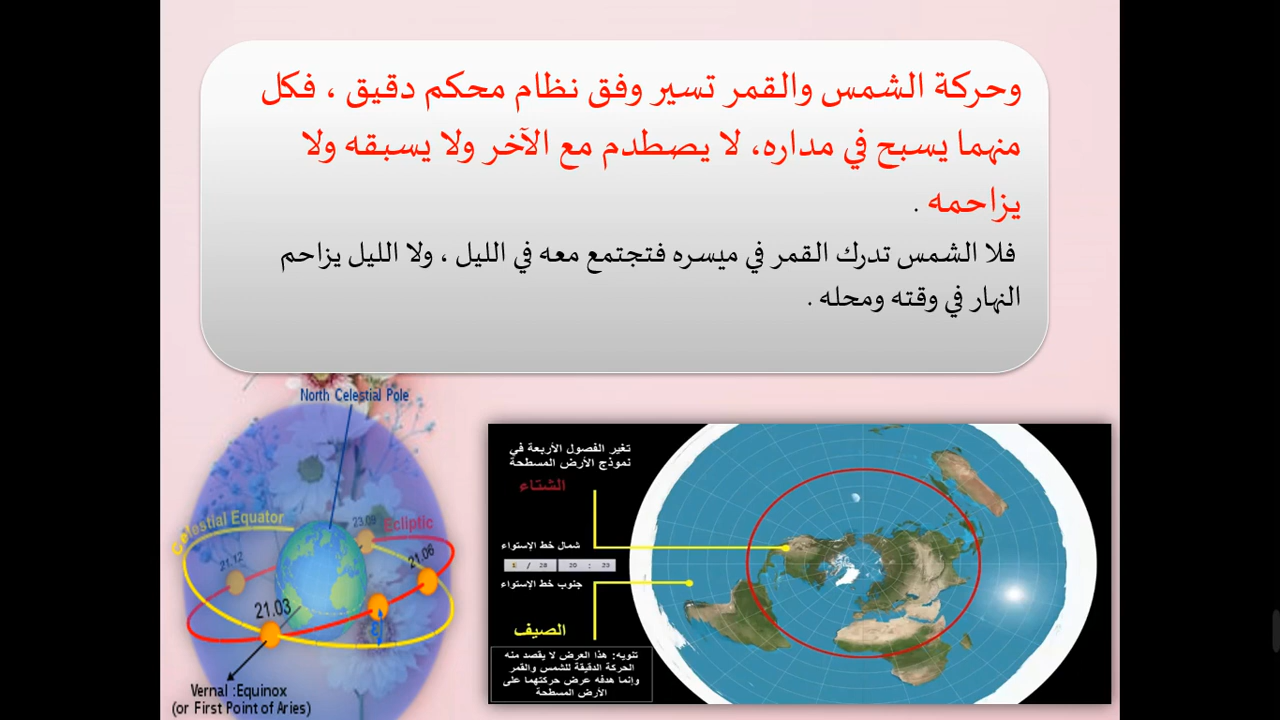 وحركة الشمس والقمر تسير وفق نظام محكم دقيق ، فكل
منهما يسبح في مداره، لا يصطدم مع الآخر ولا يسبقه ولا
يزاحمه .
فلا الشمس تدرك القمر في ميسره فتجتمع معه في الليل ، ولا الليل يزاحم
النهار في وقته ومحله .
North Celestial Pole
Celestial Equator
23.09
Ecliptic
21.12
21.06
21.03
Vernal :Equinox
(or First Point of Aries)
تغير الفصول الأربعة في
نموذج الأرض المسطحة
الشتاء
شمال خط الإستواء
1 / 28 20 : 23
جنوب خط الإستواء
الصيف
تنويه: هذا العرض لا يقصد منه
الحركة الدقيقة للشمس والقمر
وإنما هدفه عرض حركتهما على
الأرض المسطحة